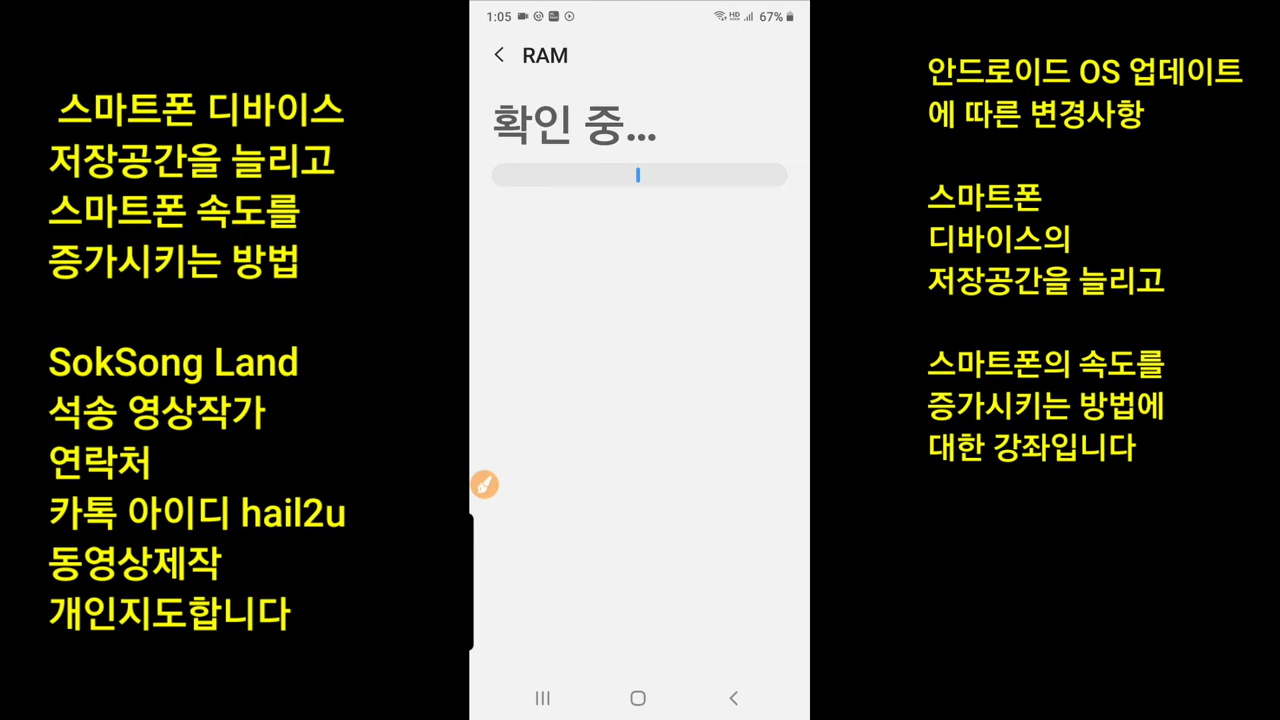 스마트폰 디바이스
저장공간을 늘리고
스마트폰 속도를
증가시키는 방법
SokSong Land
석송 영상작가
연락처
카톡 아이디 hail2u
동영상제작
개인지도합니다
1:05
67%
RAM
확인 중...
안드로이드 OS 업데이트
에 따른 변경사항
스마트폰
디바이스의
저장공간을 늘리고
스마트폰의 속도를
증가시키는 방법에
대한 강좌입니다